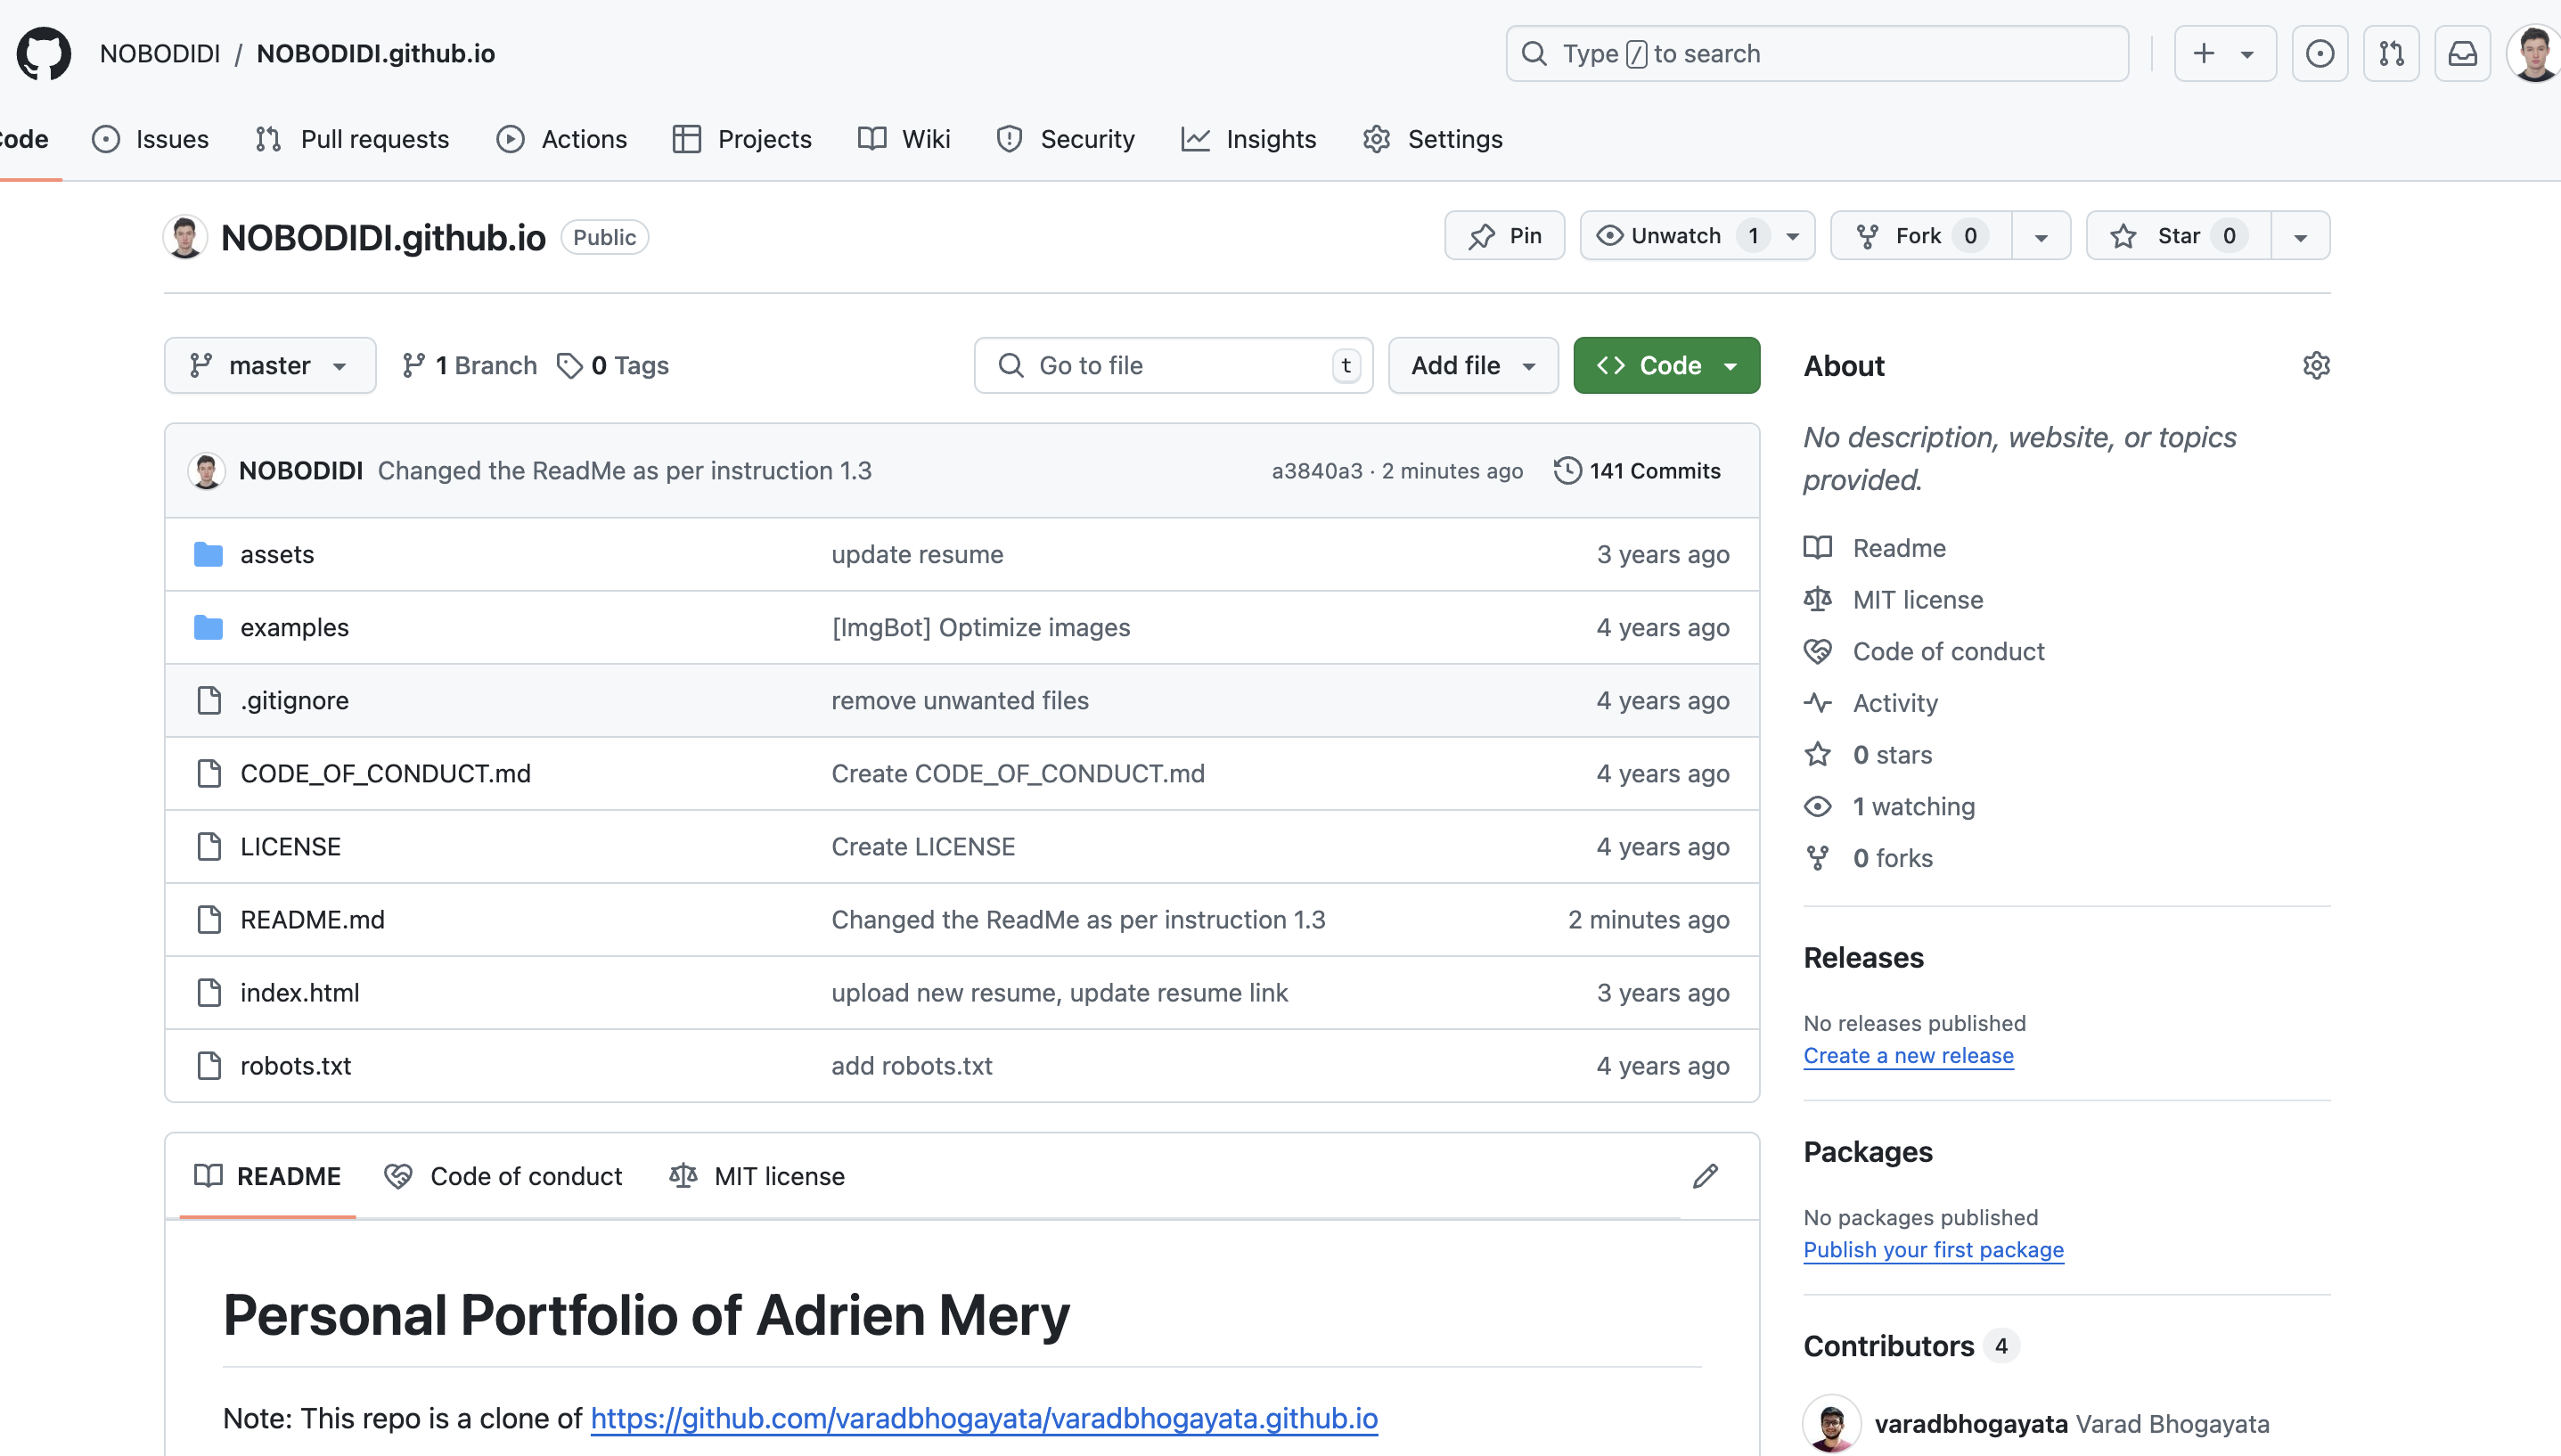 NOBODIDI / NOBODIDI.github.io
Type / to search
ode Issues Pull requests Actions Projects Wiki Security Insights Settings
NOBODIDI.github.io Public
Pin Unwatch 1 Fork 0 Star 0
master 1 Branch 0 Tags Go to file t Add file Code
NOBODIDI Changed the ReadMe as per instruction 1.3 a3840a3 · 2 minutes ago 141 Commits
assets update resume 3 years ago
examples [ImgBot] Optimize images 4 years ago
.gitignore remove unwanted files 4 years ago
CODE_OF_CONDUCT.md Create CODE_OF_CONDUCT.md 4 years ago
LICENSE Create LICENSE 4 years ago
README.md Changed the ReadMe as per instruction 1.3 2 minutes ago
index.html upload new resume, update resume link 3 years ago
robots.txt add robots.txt 4 years ago
README Code of conduct MIT license
Personal Portfolio of Adrien Mery
Note: This repo is a clone of https://github.com/varadbhogayata/varadbhogayata.github.io
About
No description, website, or topics
provided.
Readme
MIT license
Code of conduct
Activity
0 stars
1 watching
0 forks
Releases
No releases published
Create a new release
Packages
No packages published
Publish your first package
Contributors 4
varadbhogayata Varad Bhogayata